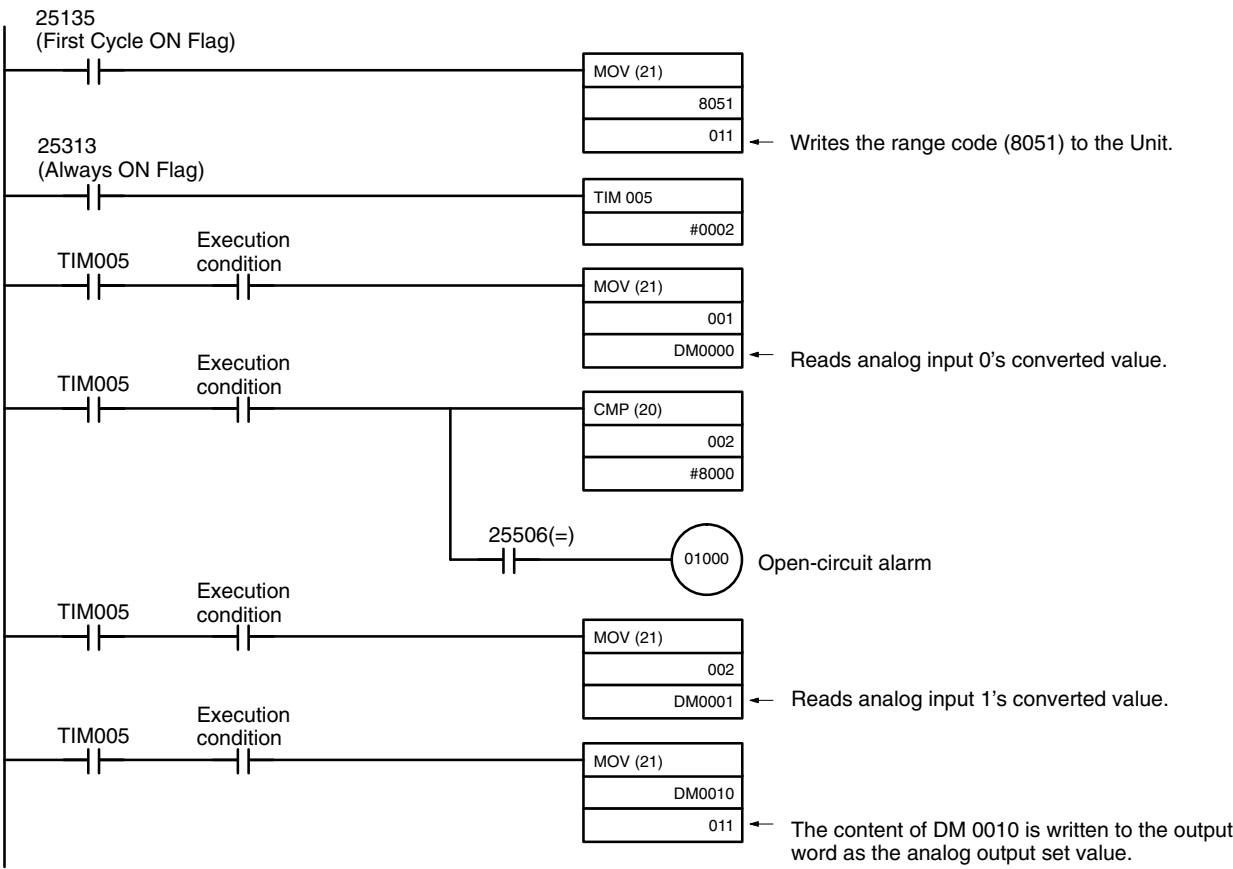 25135
(First Cycle ON Flag)
MOV (21)
8051
011
Writes the range code (8051) to the Unit.
25313
(Always ON Flag)
TIM 005
#0002
TIM005
Execution
condition
MOV (21)
001
DM0000
Reads analog input 0’s converted value.
TIM005
Execution
condition
CMP (20)
002
#8000
25506(=)
01000
Open-circuit alarm
TIM005
Execution
condition
MOV (21)
002
DM0001
Reads analog input 1’s converted value.
TIM005
Execution
condition
MOV (21)
DM0010
011
The content of DM 0010 is written to the output
word as the analog output set value.